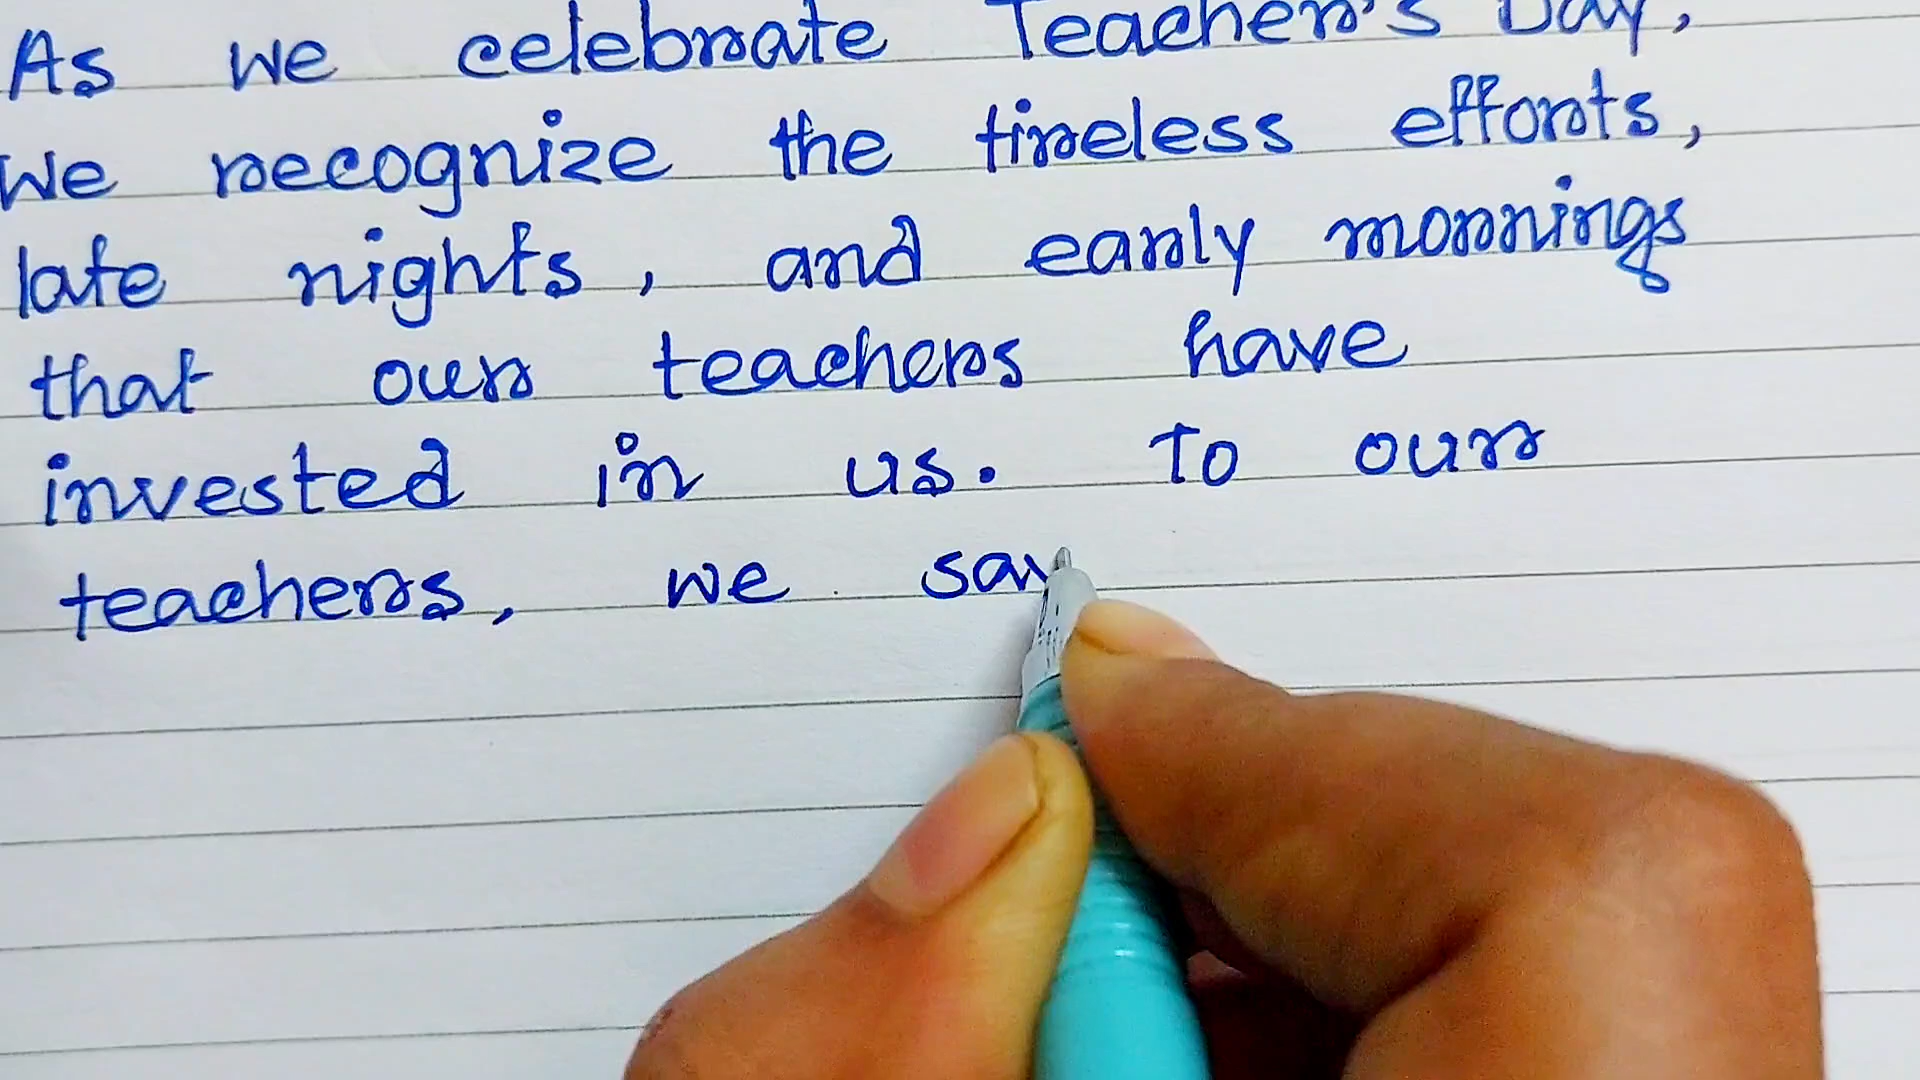 As we celebrate Teacher's Day,
We recognize the tireless efforts,
late nights, and early mornings
that our teachers have
invested in us. To our
teachers, we say